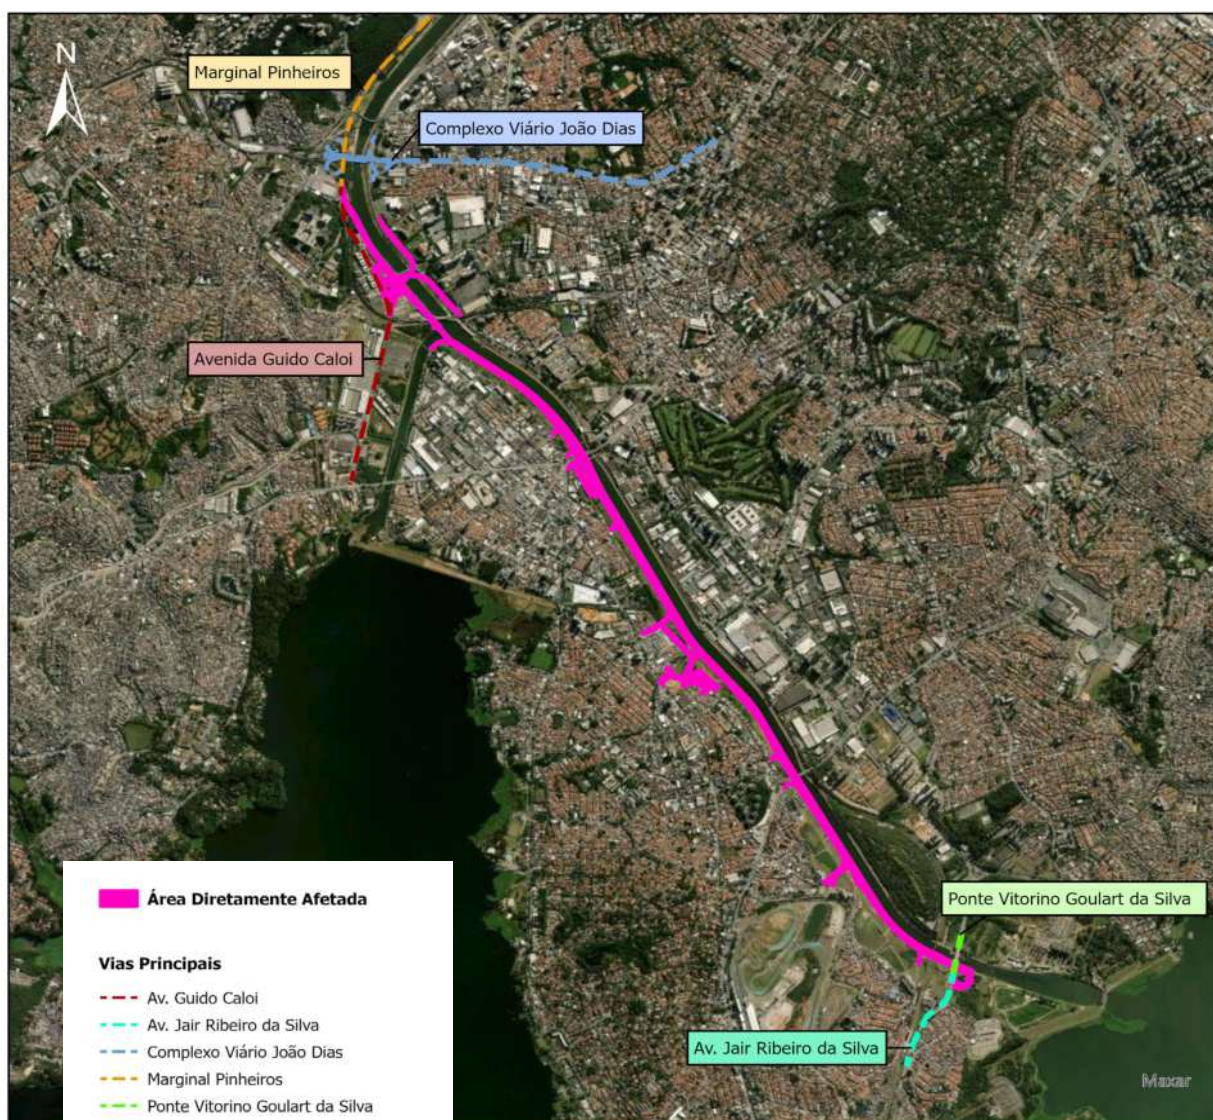 N
Marginal Pinheiros
Complexo Viário João Dias
Avenida Guido Caloi
Ponte Vitorino Goulart da Silva
Av. Jair Ribeiro da Silva
Área Diretamente Afetada
Vias Principais
Av. Guido Caloi
Av. Jair Ribeiro da Silva
Complexo Viário João Dias
Marginal Pinheiros
Ponte Vitorino Goulart da Silva
Maxar